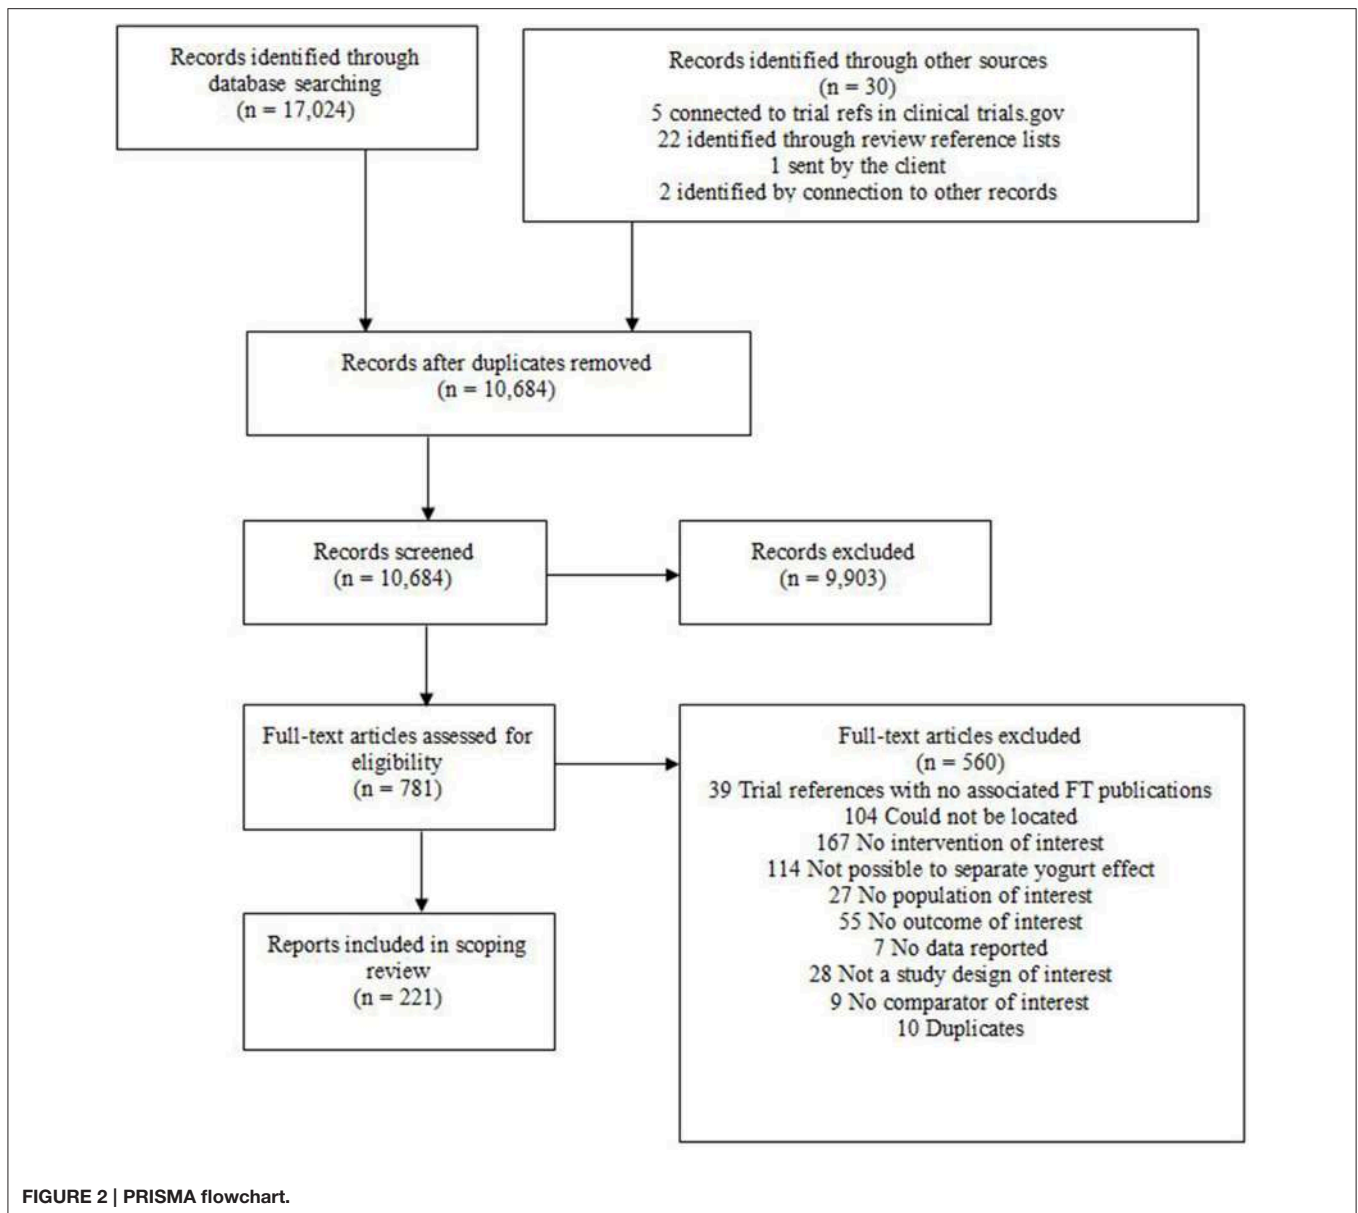 Records identified through
database searching
(n = 17,024)
Records identified through other sources
(n = 30)
5 connected to trial refs in clinical trials.gov
22 identified through review reference lists
1 sent by the client
2 identified by connection to other records
Records after duplicates removed
(n = 10,684)
Records screened
(n = 10,684)
Records excluded
(n = 9,903)
Full-text articles assessed for
eligibility
(n = 781)
Full-text articles excluded
(n = 560)
39 Trial references with no associated FT publications
104 Could not be located
167 No intervention of interest
114 Not possible to separate yogurt effect
27 No population of interest
55 No outcome of interest
7 No data reported
28 Not a study design of interest
9 No comparator of interest
10 Duplicates
Reports included in scoping
review
(n = 221)
FIGURE 2 | PRISMA flowchart.